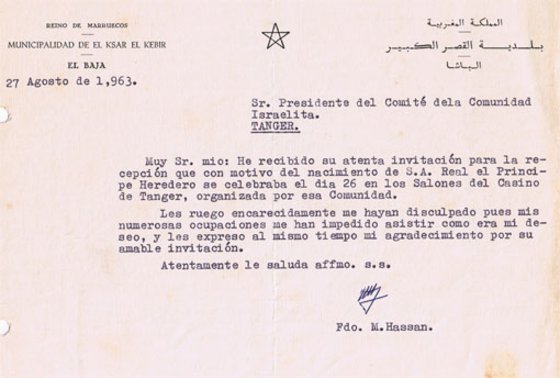 REINO DE MARRUECOS
MUNICIPALIDAD DE EL KSAR EL KEBIR
EL BAJA
المملكة المغربية
بلدية القصر الكبير
الباشا
27 Agosto de 1,963.
Sr. Presidente del Comité dela Comunidad
Israelita.
TANGER.
Muy Sr. mio: He recibido su atenta invitación para la re-
cepción que con motivo del nacimiento de S.A. Real el Princi-
pe Heredero se celebraba el dia 26 en los Salones del Casino
de Tanger, organizada por esa Comunidad.
Les ruego encarecidamente me hayan disculpado pues mis
numerosas ocupaciones me han impedido asistir como era mi de-
seo, y les expreso al mismo tiempo mi agradecimiento por su
amable invitación.
Atentamente le saluda affmo. s.s.
Fdo. M.Hassan.